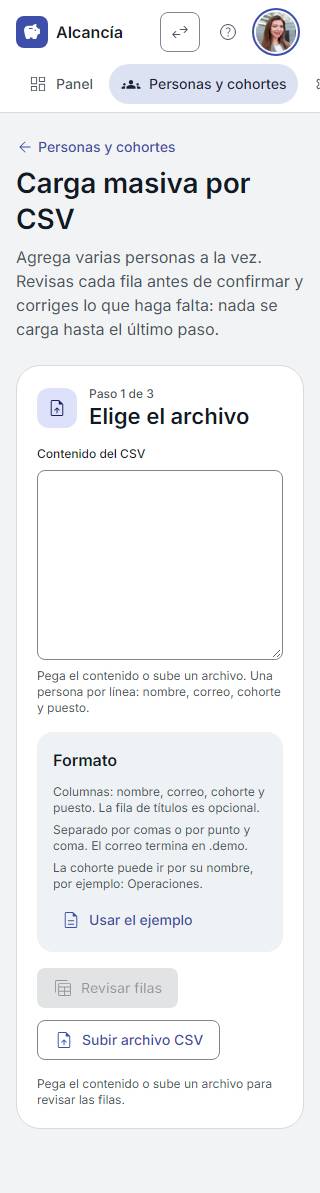 Alcancía
Panel
Personas y cohortes
Personas y cohortes
Carga masiva por
CSV
Agrega varias personas a la vez.
Revisas cada fila antes de confirmar y
corriges lo que haga falta: nada se
carga hasta el último paso.
Paso 1 de 3
Elige el archivo
Contenido del CSV
Pega el contenido o sube un archivo. Una
persona por línea: nombre, correo, cohorte
y puesto.
Formato
Columnas: nombre, correo, cohorte y
puesto. La fila de títulos es opcional.
Separado por comas o por punto y
coma. El correo termina en .demo.
La cohorte puede ir por su nombre,
por ejemplo: Operaciones.
Usar el ejemplo
Revisar filas
Subir archivo CSV
Pega el contenido o sube un archivo para
revisar las filas.